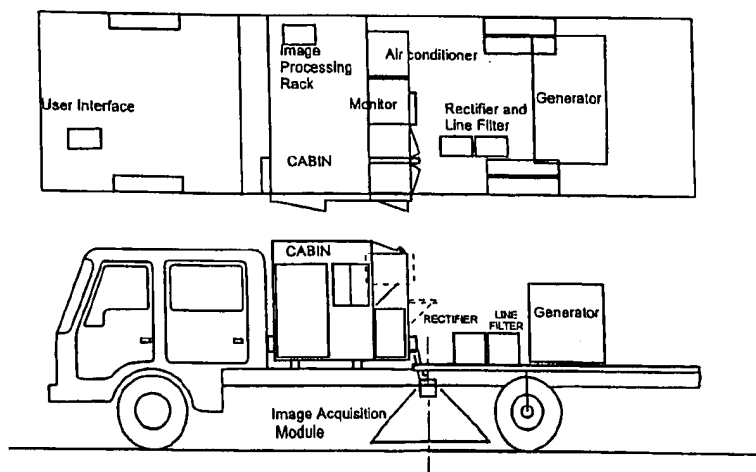 Image
Processing
Rack
Air conditioner
User Interface
Monitor
Rectifier and
Line Filter
Generator
CABIN
CABIN
RECTIFIER
LINE
FILTER
Generator
Image Acquisition
Module